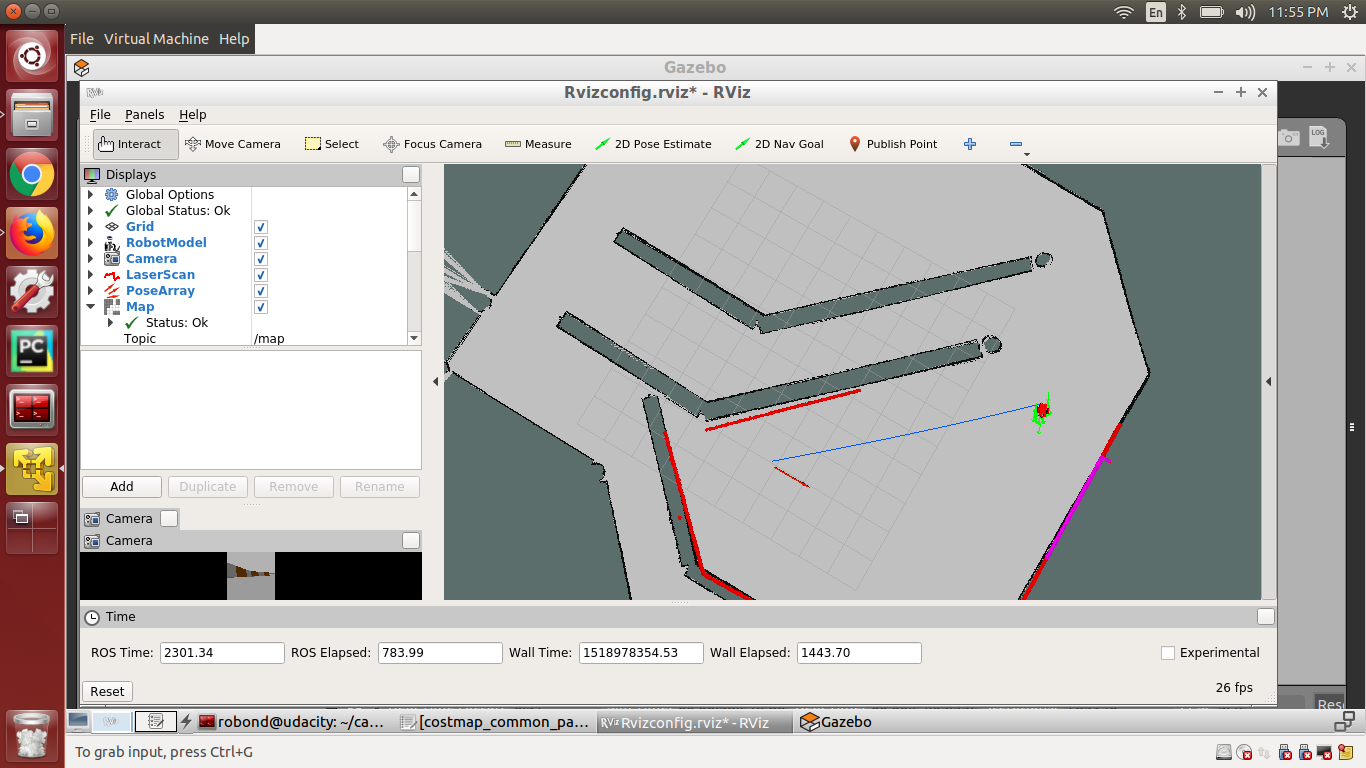 En
11:55 PM
File Virtual Machine Help
Gazebo
Rvizconfig.rviz* - RViz
File Panels Help
Interact Move Camera Select Focus Camera Measure 2D Pose Estimate 2D Nav Goal Publish Point
LOG
Displays
Global Options
Global Status: Ok
Grid
RobotModel
Camera
LaserScan
PoseArray
Map
Status: Ok
Topic /map
Add Duplicate Remove Rename
Camera
Camera
Time
ROS Time: 2301.34 ROS Elapsed: 783.99 Wall Time: 1518978354.53 Wall Elapsed: 1443.70 Experimental
Reset
26 fps
robond@udacity: ~/ca... [costmap_common_pa... Rvizconfig.rviz* - RViz Gazebo
To grab input, press Ctrl+G